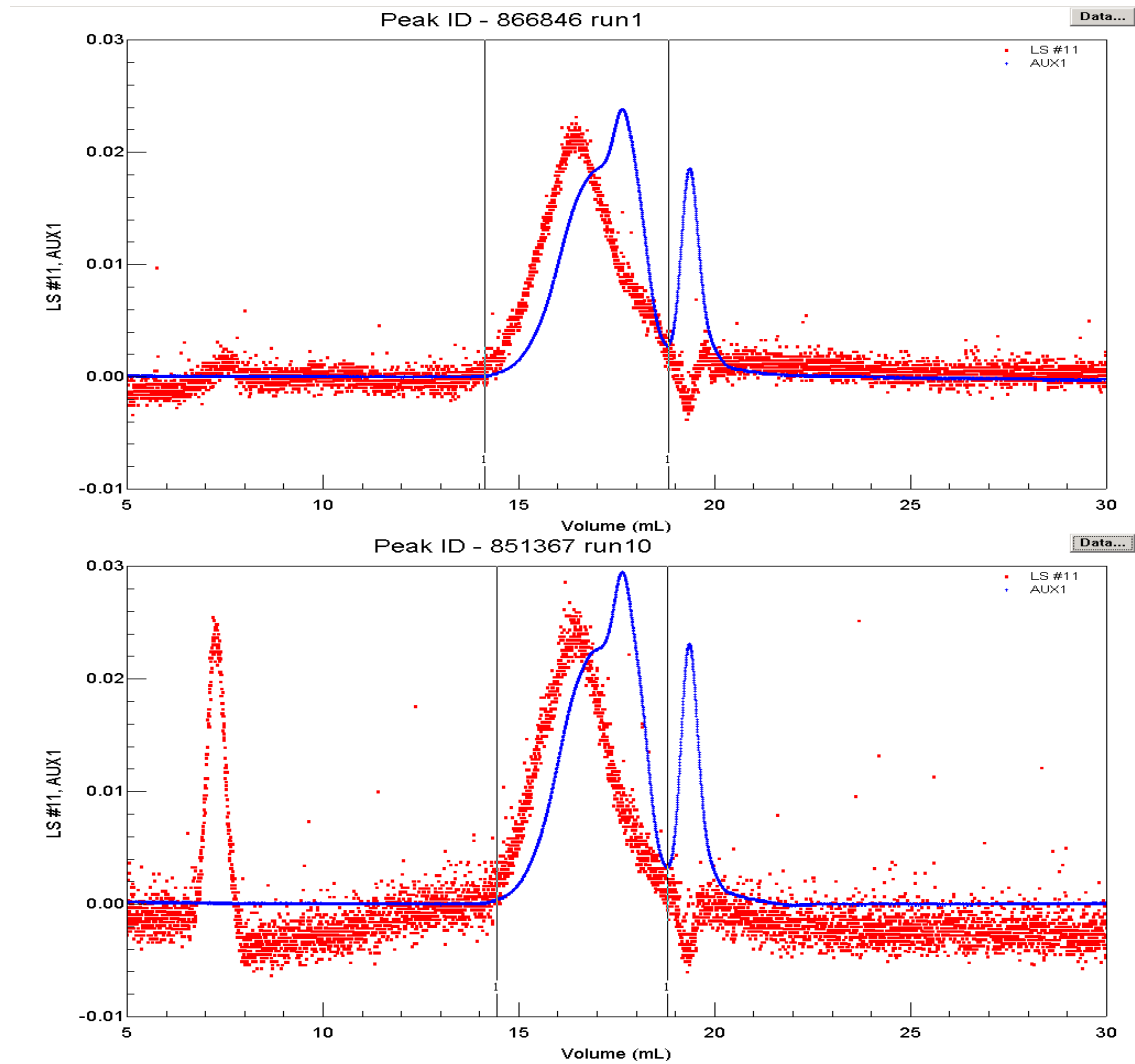 Peak ID - 866846 run1
Data...
0.03
LS #11
AUX1
0.02
0.01
0.00
-0.01
LS #11, AUX1
1
1
5
10
15
20
25
30
Volume (mL)
Peak ID - 851367 run10
Data...
0.03
LS #11
AUX1
0.02
0.01
0.00
-0.01
LS #11, AUX1
1
1
5
10
15
20
25
30
Volume (mL)